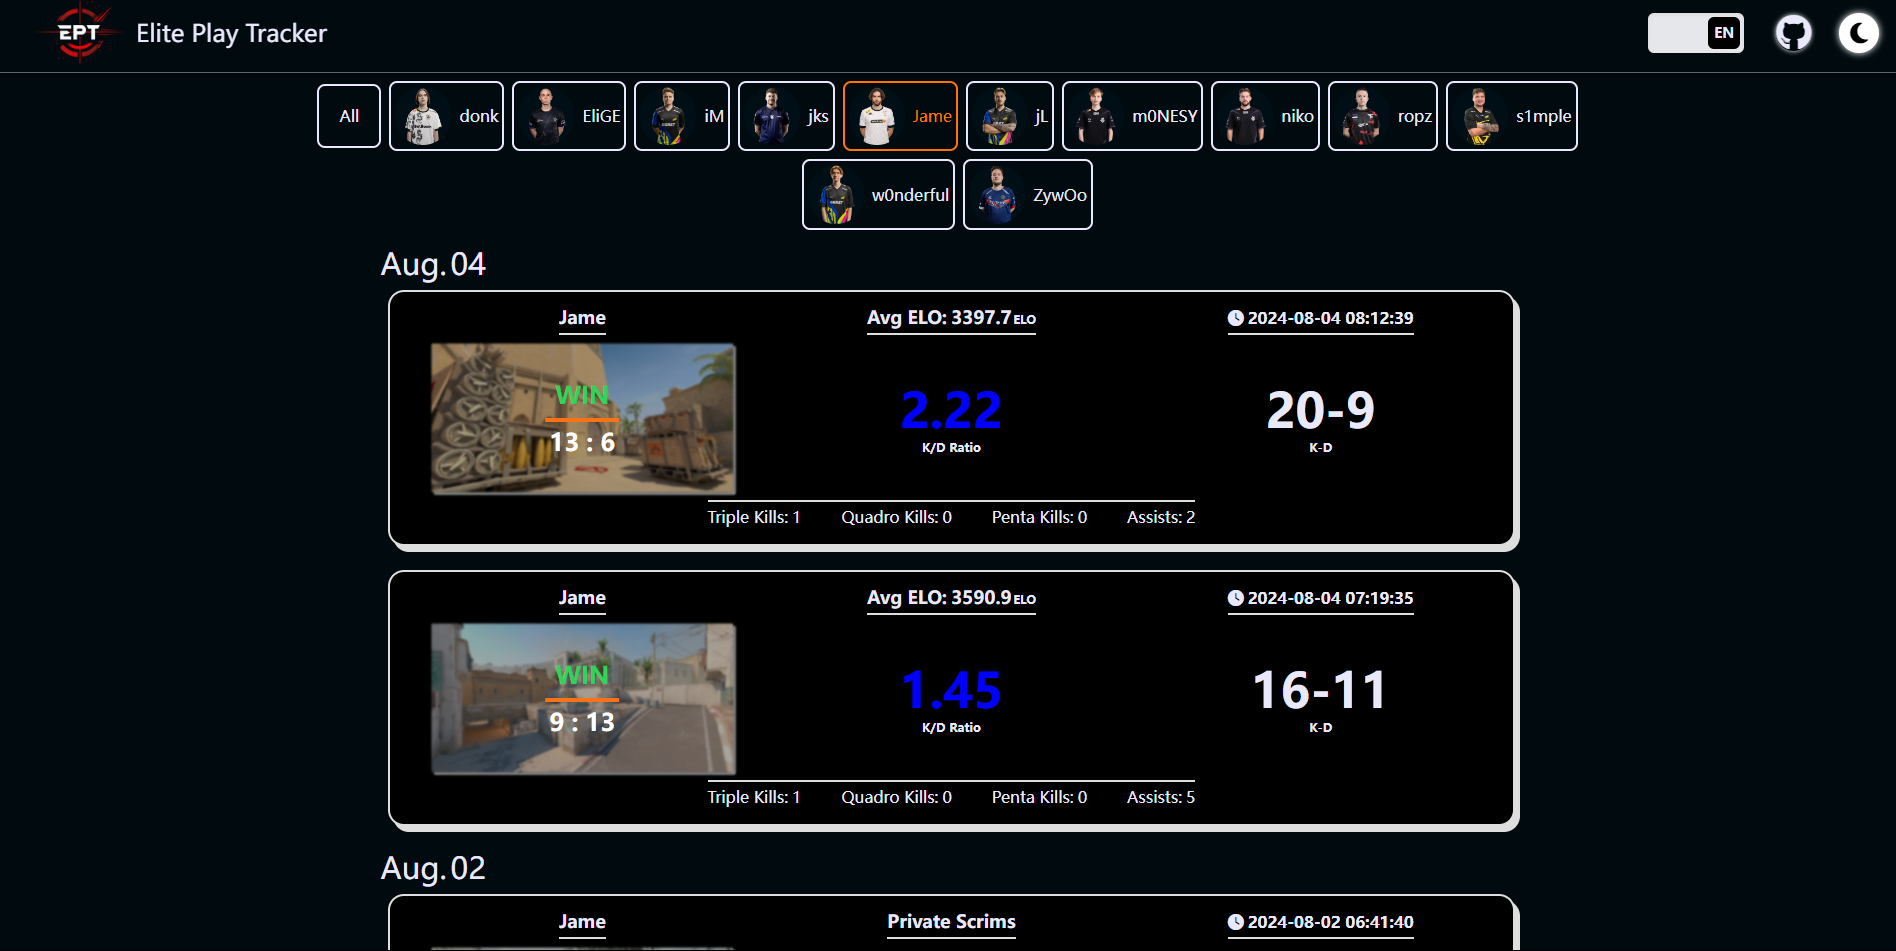 EPT Elite Play Tracker EN
All donk EliGE iM jks Jame jL m0NESY niko ropz s1mple
w0nderful ZywOo
Aug.04
Jame Avg ELO: 3397.7 ELO 2024-08-04 08:12:39
WIN
13 : 6
2.22
K/D Ratio
20-9
K-D
Triple Kills: 1 Quadro Kills: 0 Penta Kills: 0 Assists: 2
Jame Avg ELO: 3590.9 ELO 2024-08-04 07:19:35
WIN
9 : 13
1.45
K/D Ratio
16-11
K-D
Triple Kills: 1 Quadro Kills: 0 Penta Kills: 0 Assists: 5
Aug.02
Jame Private Scrims 2024-08-02 06:41:40